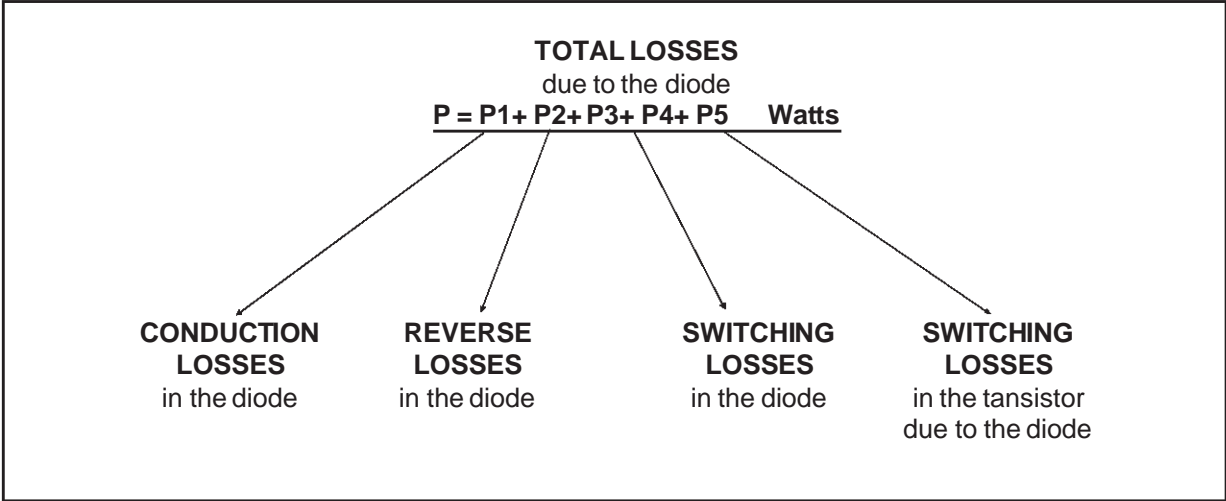 TOTAL LOSSES
due to the diode
P = P1+ P2+ P3+ P4+ P5 Watts
CONDUCTION
LOSSES
in the diode
REVERSE
LOSSES
in the diode
SWITCHING
LOSSES
in the diode
SWITCHING
LOSSES
in the tansistor
due to the diode